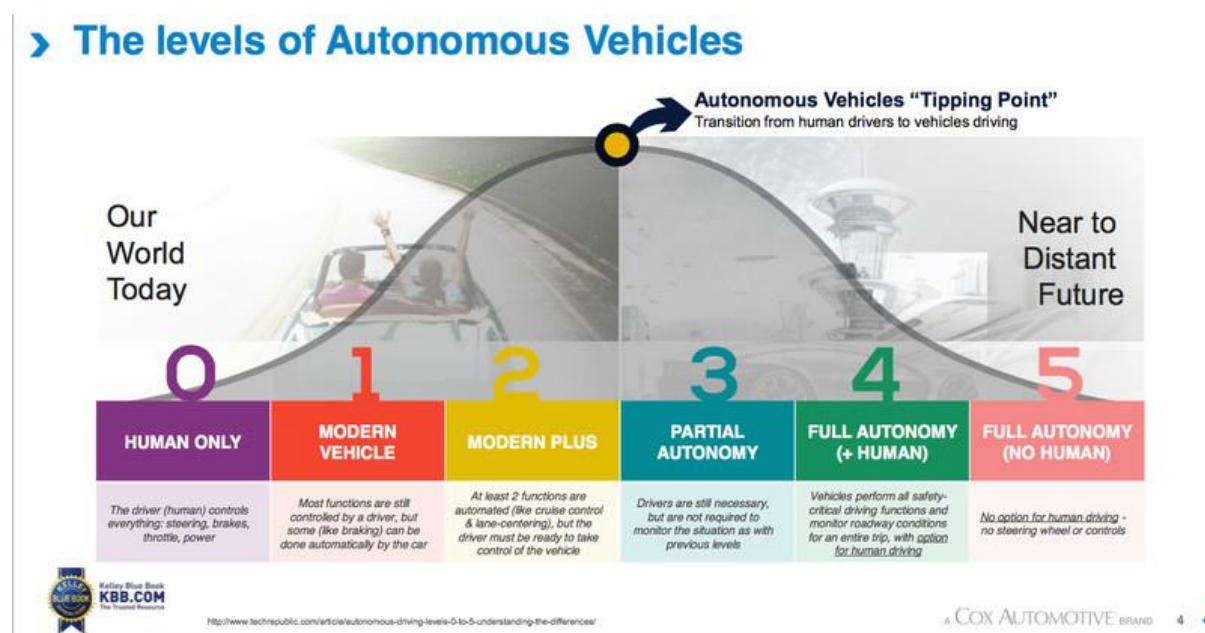 › The levels of Autonomous Vehicles
Autonomous Vehicles “Tipping Point”
Transition from human drivers to vehicles driving
Our
World
Today
Near to
Distant
Future
0
1
2
3
4
5
HUMAN ONLY
MODERN
VEHICLE
MODERN PLUS
PARTIAL
AUTONOMY
FULL AUTONOMY
(+ HUMAN)
FULL AUTONOMY
(NO HUMAN)
The driver (human) controls
everything: steering, brakes,
throttle, power
Most functions are still
controlled by a driver, but
some (like braking) can be
done automatically by the car
At least 2 functions are
automated (like cruise control
& lane-centering), but the
driver must be ready to take
control of the vehicle
Drivers are still necessary,
but are not required to
monitor the situation as with
previous levels
Vehicles perform all safety-
critical driving functions and
monitor roadway conditions
for an entire trip, with option
for human driving
No option for human driving -
no steering wheel or controls
KELLEY
BLUE BOOK
Kelley Blue Book
KBB.COM
The Trusted Resource
http://www.techrepublic.com/article/autonomous-driving-levels-0-to-5-understanding-the-differences/
A COX AUTOMOTIVE BRAND
4